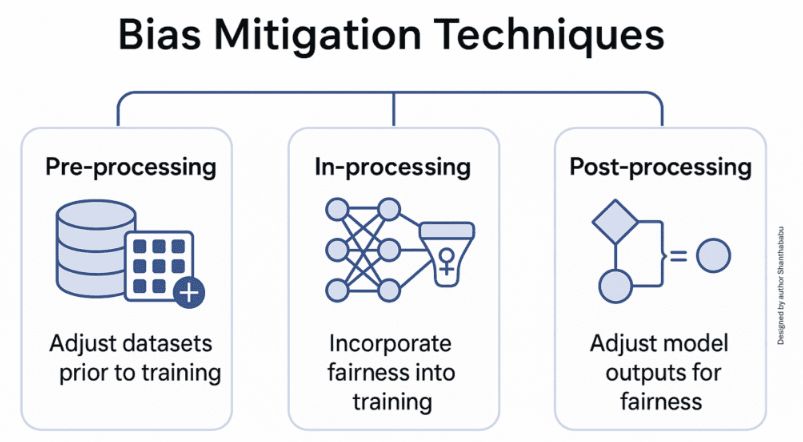 Bias Mitigation Techniques
Pre-processing
Adjust datasets
prior to training
In-processing
Incorporate
fairness into
training
Post-processing
Adjust model
outputs for
fairness
Designed by author Shanthababu